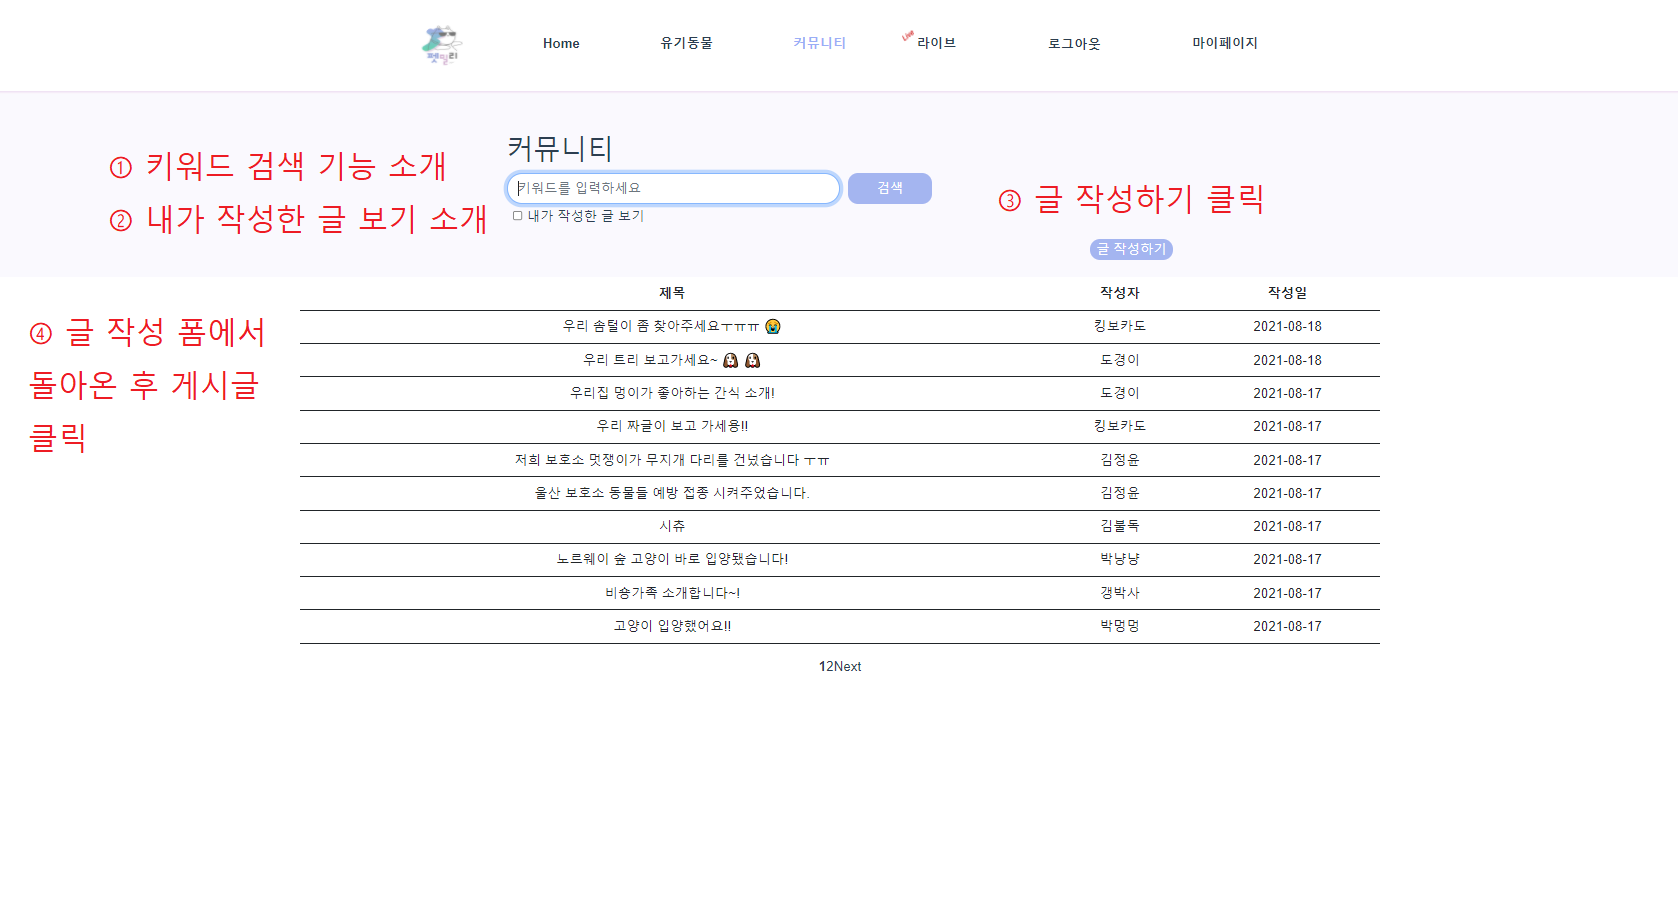 펫밀리
Home
유기동물
커뮤니티
Live
라이브
로그아웃
마이페이지
커뮤니티
① 키워드 검색 기능 소개
키워드를 입력하세요
검색
② 내가 작성한 글 보기 소개
내가 작성한 글 보기
③ 글 작성하기 클릭
글 작성하기
④ 글 작성 폼에서
돌아온 후 게시글
클릭
제목 작성자 작성일
우리 솜털이 좀 찾아주세요ㅜㅠㅠ 😭 킹보카도 2021-08-18
우리 트리 보고가세요~ 🐶 🐶 도경이 2021-08-18
우리집 멍이가 좋아하는 간식 소개! 도경이 2021-08-17
우리 짜글이 보고 가세용!! 킹보카도 2021-08-17
저희 보호소 멋쟁이가 무지개 다리를 건넜습니다 ㅜㅠ 김정윤 2021-08-17
울산 보호소 동물들 예방 접종 시켜주었습니다. 김정윤 2021-08-17
시츄 김불독 2021-08-17
노르웨이 숲 고양이 바로 입양됐습니다! 박냥냥 2021-08-17
비숑가족 소개합니다~! 갱박사 2021-08-17
고양이 입양했어요!! 박멍멍 2021-08-17
12Next